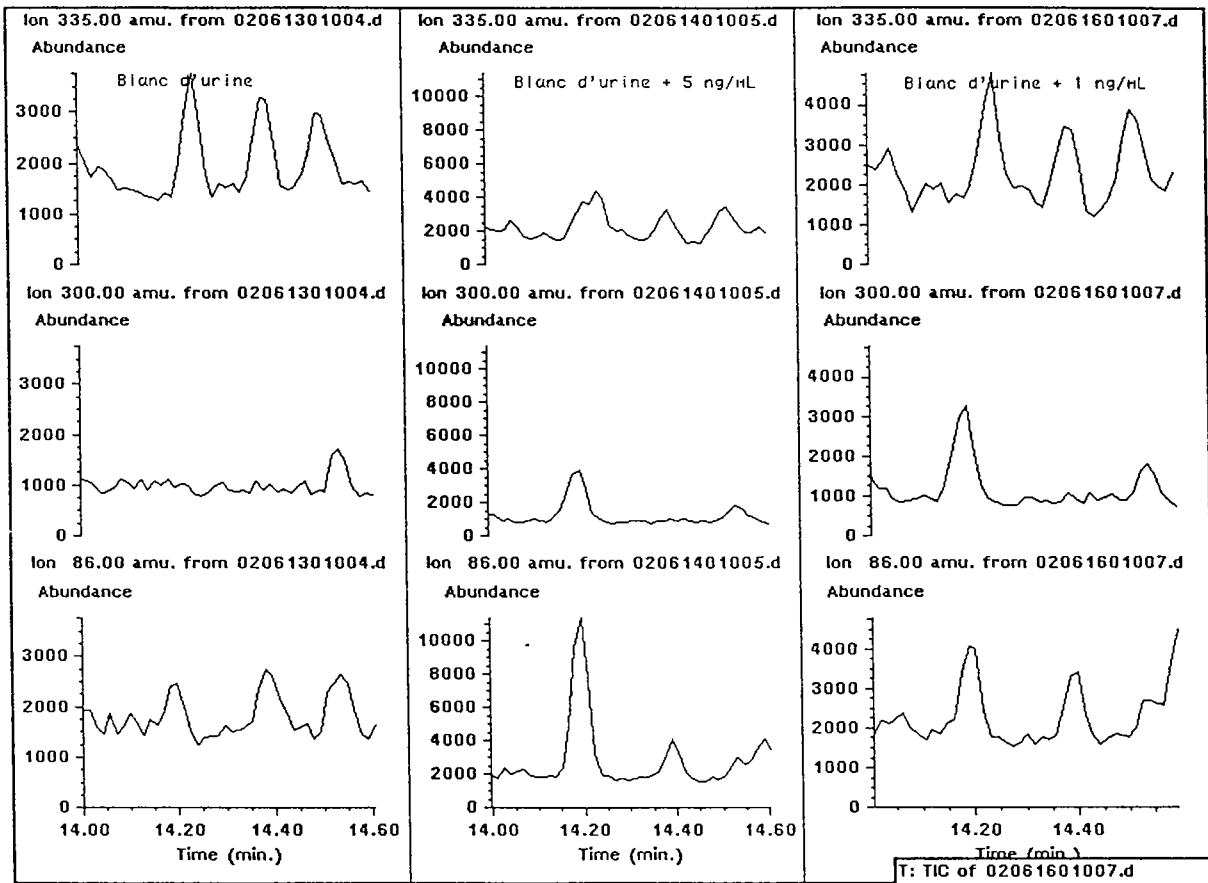 Ion 335.00 amu. from 02061301004.d
Abundance
Blanc d'urine
3000
2000
1000
0
Ion 335.00 amu. from 02061401005.d
Abundance
Blanc d'urine + 5 ng/mL
10000
8000
6000
4000
2000
0
Ion 335.00 amu. from 02061601007.d
Abundance
Blanc d'urine + 1 ng/mL
4000
3000
2000
1000
0
Ion 300.00 amu. from 02061301004.d
Abundance
3000
2000
1000
0
Ion 300.00 amu. from 02061401005.d
Abundance
10000
8000
6000
4000
2000
0
Ion 300.00 amu. from 02061601007.d
Abundance
4000
3000
2000
1000
0
Ion 86.00 amu. from 02061301004.d
Abundance
3000
2000
1000
0
14.00 14.20 14.40 14.60
Time (min.)
Ion 86.00 amu. from 02061401005.d
Abundance
10000
8000
6000
4000
2000
0
14.00 14.20 14.40 14.60
Time (min.)
Ion 86.00 amu. from 02061601007.d
Abundance
4000
3000
2000
1000
0
14.20 14.40
Time (min.)
T: TIC of 02061601007.d